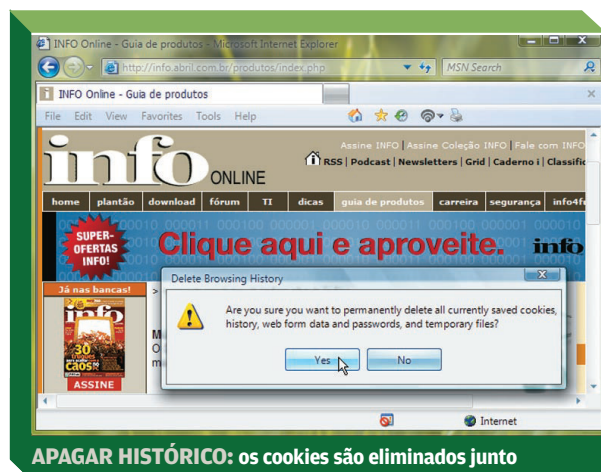 INFO Online - Guia de produtos - Microsoft Internet Explorer
http://info.abril.com.br/produtos/index.php
MSN Search
INFO Online - Guia de produtos
File Edit View Favorites Tools Help
Assine INFO | Assine Coleção INFO | Fale com INFO
info ONLINE
RSS | Podcast | Newsletters | Grid | Caderno i | Classific
home plantão download fórum TI dicas guia de produtos carreira segurança info4fu
SUPER-
OFERTAS
INFO!
Clique aqui e aproveite.
info
Já nas bancas!
info
30
truques
CAOS
ASSINE
Delete Browsing History
Are you sure you want to permanently delete all currently saved cookies,
history, web form data and passwords, and temporary files?
Yes No
Internet
APAGAR HISTÓRICO: os cookies são eliminados junto